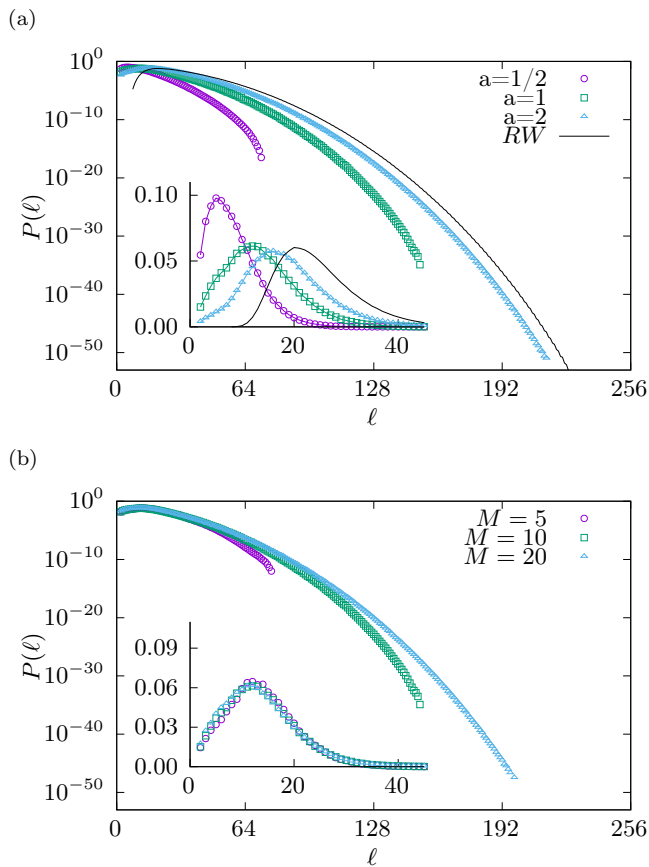 (a)
10^0
10^-10
10^-20
10^-30
10^-40
10^-50
P(ℓ)
a=1/2
a=1
a=2
RW
0.10
0.05
0.00
0 20 40
0 64 128 192 256
ℓ
(b)
10^0
10^-10
10^-20
10^-30
10^-40
10^-50
P(ℓ)
M = 5
M = 10
M = 20
0.09
0.06
0.03
0.00
0 20 40
0 64 128 192 256
ℓ